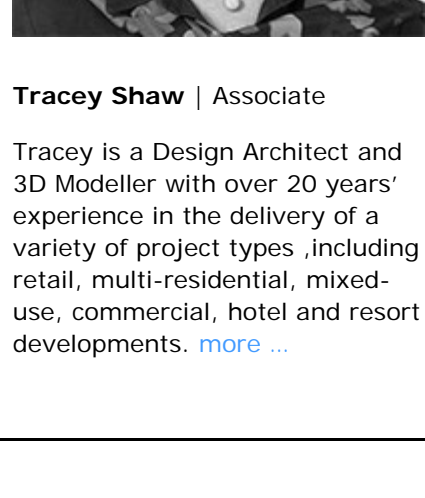 Tracey Shaw | Associate
Tracey is a Design Architect and
3D Modeller with over 20 years’
experience in the delivery of a
variety of project types ,including
retail, multi-residential, mixed-
use, commercial, hotel and resort
developments. more ...